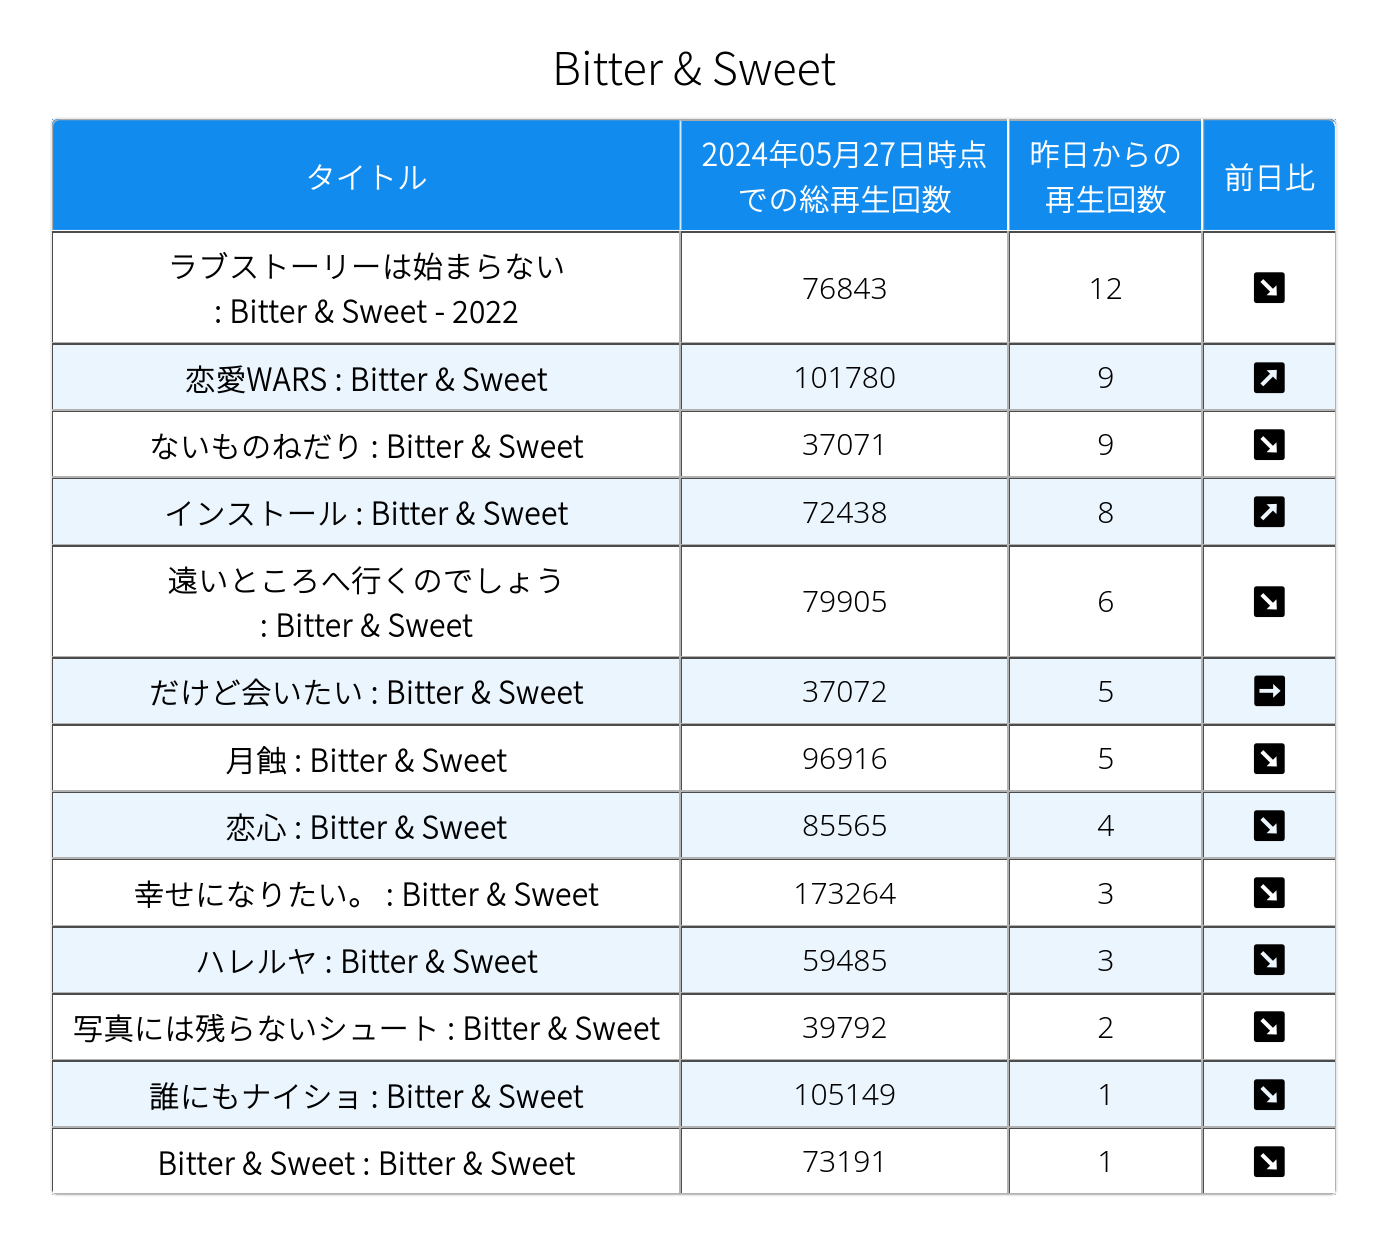 Bitter & Sweet
タイトル
2024年05月27日時点
での総再生回数
昨日からの
再生回数
前日比
ラブストーリーは始まらない
: Bitter & Sweet - 2022
76843
12
↘
恋愛WARS : Bitter & Sweet
101780
9
↗
ないものねだり : Bitter & Sweet
37071
9
↘
インストール : Bitter & Sweet
72438
8
↗
遠いところへ行くのでしょう
: Bitter & Sweet
79905
6
↘
だけど会いたい : Bitter & Sweet
37072
5
→
月蝕 : Bitter & Sweet
96916
5
↘
恋心 : Bitter & Sweet
85565
4
↘
幸せになりたい。 : Bitter & Sweet
173264
3
↘
ハレルヤ : Bitter & Sweet
59485
3
↘
写真には残らないシュート : Bitter & Sweet
39792
2
↘
誰にもナイショ : Bitter & Sweet
105149
1
↘
Bitter & Sweet : Bitter & Sweet
73191
1
↘